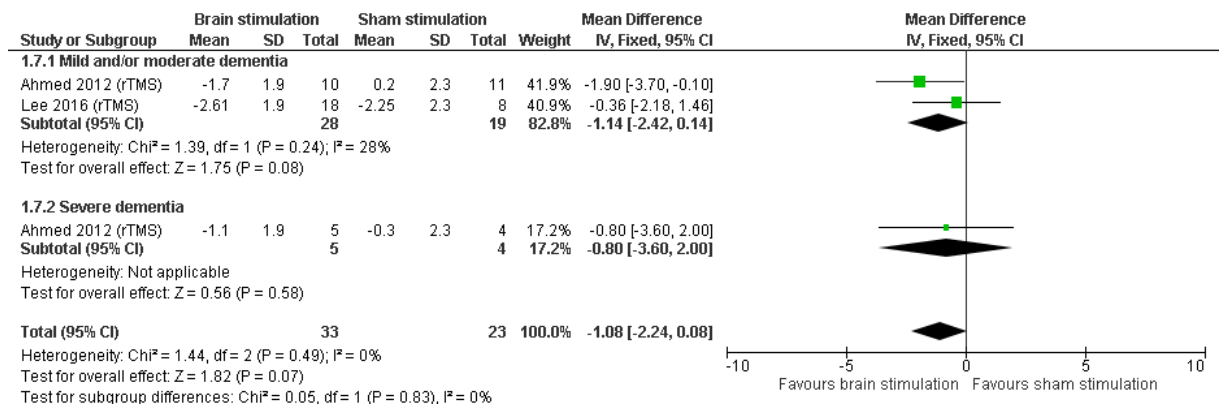 Brain stimulation Sham stimulation Mean Difference Mean Difference
Study or Subgroup Mean SD Total Mean SD Total Weight IV, Fixed, 95% CI IV, Fixed, 95% CI
1.7.1 Mild and/or moderate dementia
Ahmed 2012 (rTMS) -1.7 1.9 10 0.2 2.3 11 41.9% -1.90 [-3.70, -0.10]
Lee 2016 (rTMS) -2.61 1.9 18 -2.25 2.3 8 40.9% -0.36 [-2.18, 1.46]
Subtotal (95% CI) 28 19 82.8% -1.14 [-2.42, 0.14]
Heterogeneity: Chi² = 1.39, df = 1 (P = 0.24); I² = 28%
Test for overall effect: Z = 1.75 (P = 0.08)
1.7.2 Severe dementia
Ahmed 2012 (rTMS) -1.1 1.9 5 -0.3 2.3 4 17.2% -0.80 [-3.60, 2.00]
Subtotal (95% CI) 5 4 17.2% -0.80 [-3.60, 2.00]
Heterogeneity: Not applicable
Test for overall effect: Z = 0.56 (P = 0.58)
Total (95% CI) 33 23 100.0% -1.08 [-2.24, 0.08]
Heterogeneity: Chi² = 1.44, df = 2 (P = 0.49); I² = 0%
Test for overall effect: Z = 1.82 (P = 0.07)
Test for subgroup differences: Chi² = 0.05, df = 1 (P = 0.83), I² = 0%
-10 -5 0 5 10
Favours brain stimulation Favours sham stimulation